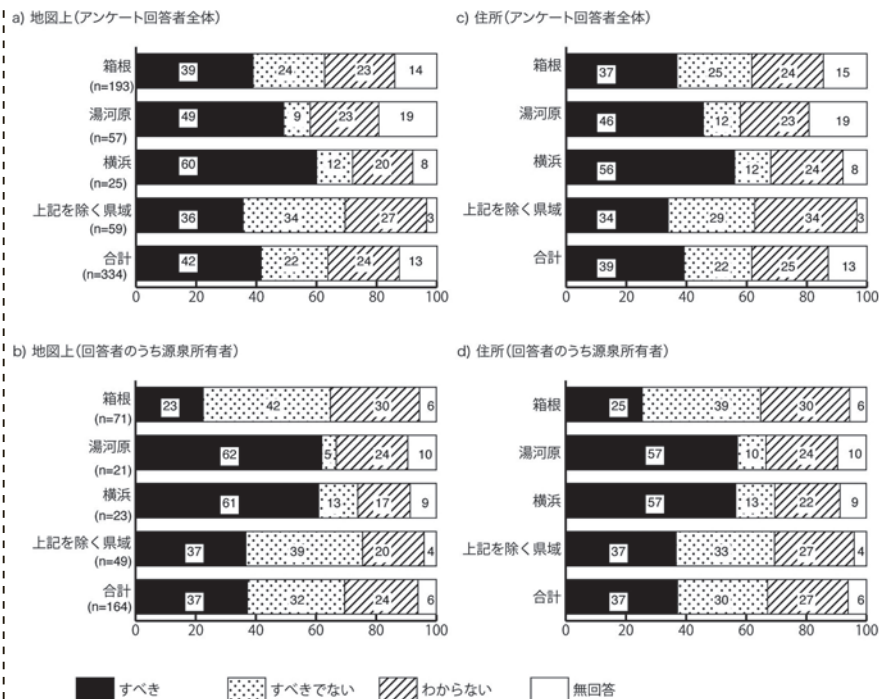 a) 地図上(アンケート回答者全体)
箱根
(n=193)
39 24 23 14
湯河原
(n=57)
49 9 23 19
横浜
(n=25)
60 12 20 8
上記を除く県域
(n=59)
36 34 27 3
合計
(n=334)
42 22 24 13
0 20 40 60 80 100
c) 住所(アンケート回答者全体)
箱根
37 25 24 15
湯河原
46 12 23 19
横浜
56 12 24 8
上記を除く県域
34 29 34 3
合計
39 22 25 13
0 20 40 60 80 100
b) 地図上(回答者のうち源泉所有者)
箱根
(n=71)
23 42 30 6
湯河原
(n=21)
62 5 24 10
横浜
(n=23)
61 13 17 9
上記を除く県域
(n=49)
37 39 20 4
合計
(n=164)
37 32 24 6
0 20 40 60 80 100
d) 住所(回答者のうち源泉所有者)
箱根
25 39 30 6
湯河原
57 10 24 10
横浜
57 13 22 9
上記を除く県域
37 33 27 4
合計
37 30 27 6
0 20 40 60 80 100
すべき すべきでない わからない 無回答